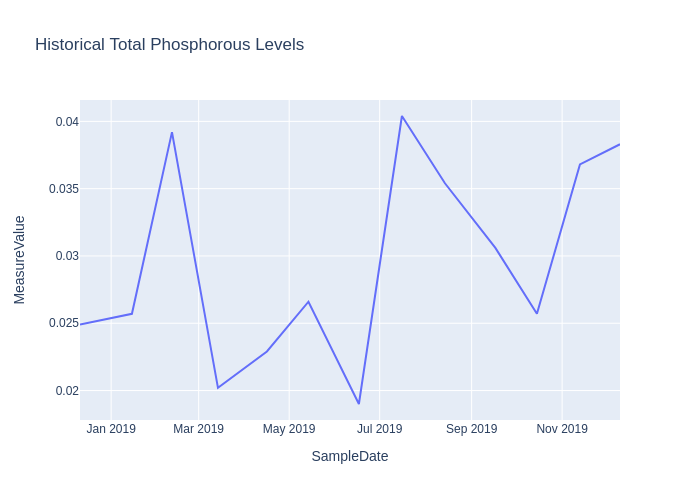 Historical Total Phosphorous Levels
0.04
0.035
0.03
0.025
0.02
MeasureValue
Jan 2019 Mar 2019 May 2019 Jul 2019 Sep 2019 Nov 2019
SampleDate